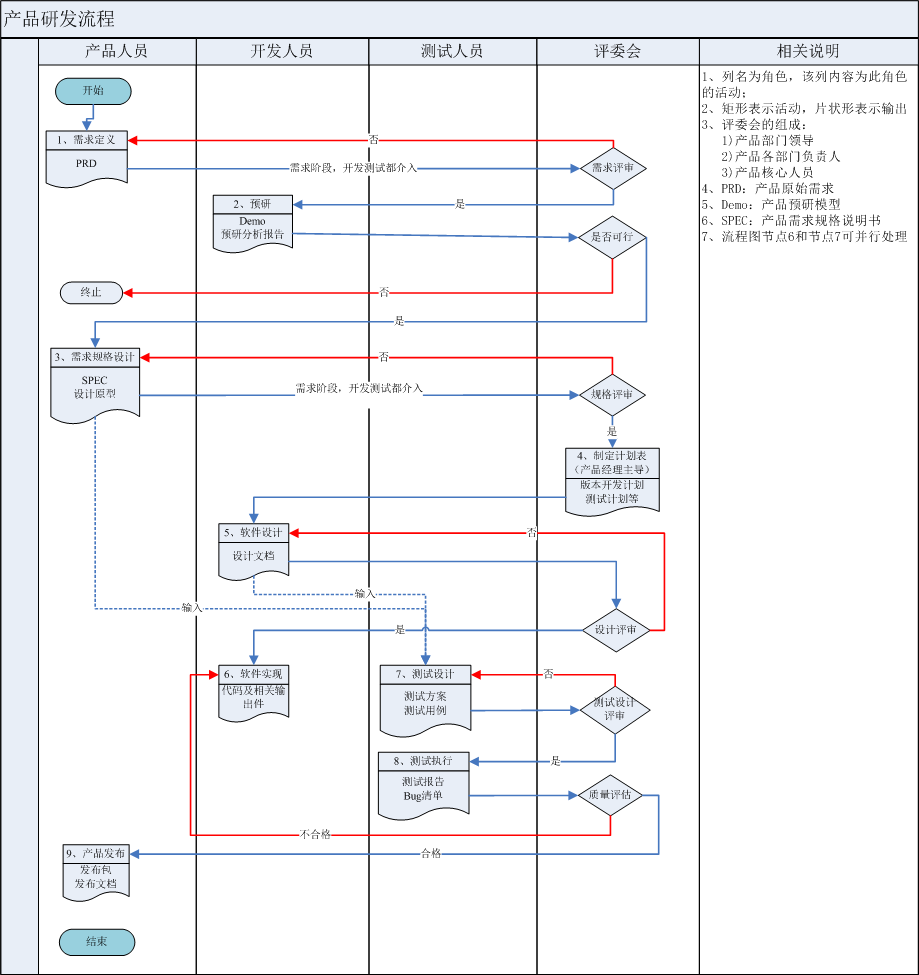 产品研发流程
产品人员
开发人员
测试人员
评委会
相关说明
开始
1、需求定义
PRD
否
需求阶段，开发测试都介入
需求评审
2、预研
Demo
预研分析报告
是
是否可行
终止
否
是
3、需求规格设计
SPEC
设计原型
否
需求阶段，开发测试都介入
规格评审
是
4、制定计划表
（产品经理主导）
版本开发计划
测试计划等
5、软件设计
设计文档
否
输入
输入
设计评审
是
6、软件实现
代码及相关输
出件
7、测试设计
测试方案
测试用例
否
测试设计
评审
是
8、测试执行
测试报告
Bug清单
质量评估
不合格
合格
9、产品发布
发布包
发布文档
结束
1、列名为角色，该列内容为此角色
的活动；
2、矩形表示活动，片状形表示输出
3、评委会的组成：
1)产品部门领导
2)产品各部门负责人
3)产品核心人员
4、PRD：产品原始需求
5、Demo：产品预研模型
6、SPEC：产品需求规格说明书
7、流程图节点6和节点7可并行处理